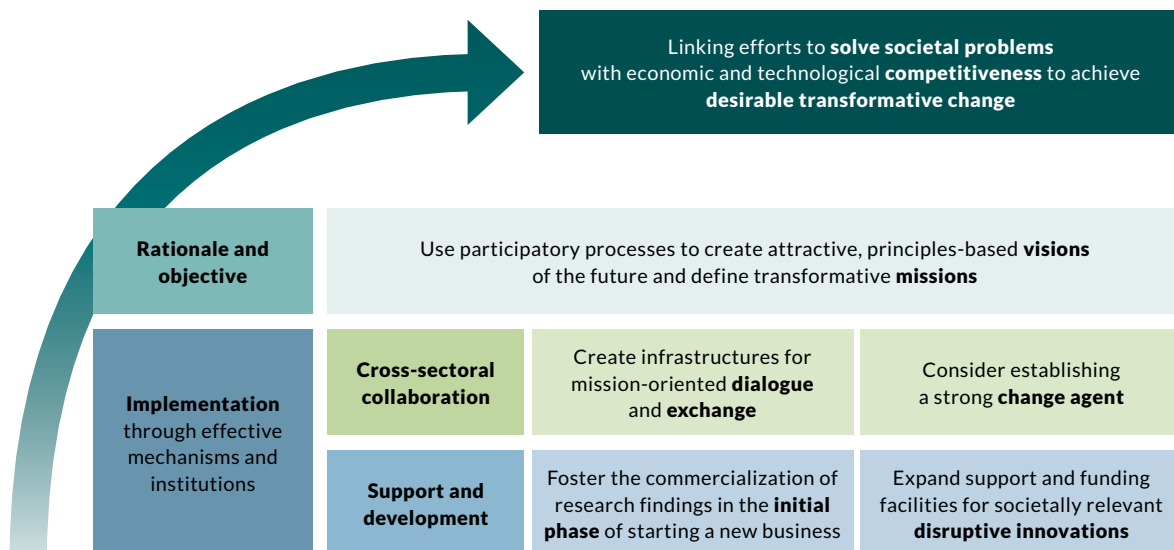 Linking efforts to solve societal problems
with economic and technological competitiveness to achieve
desirable transformative change
Rationale and
objective
Use participatory processes to create attractive, principles-based visions
of the future and define transformative missions
Implementation
through effective
mechanisms and
institutions
Cross-sectoral
collaboration
Create infrastructures for
mission-oriented dialogue
and exchange
Consider establishing
a strong change agent
Support and
development
Foster the commercialization of
research findings in the initial
phase of starting a new business
Expand support and funding
facilities for societally relevant
disruptive innovations